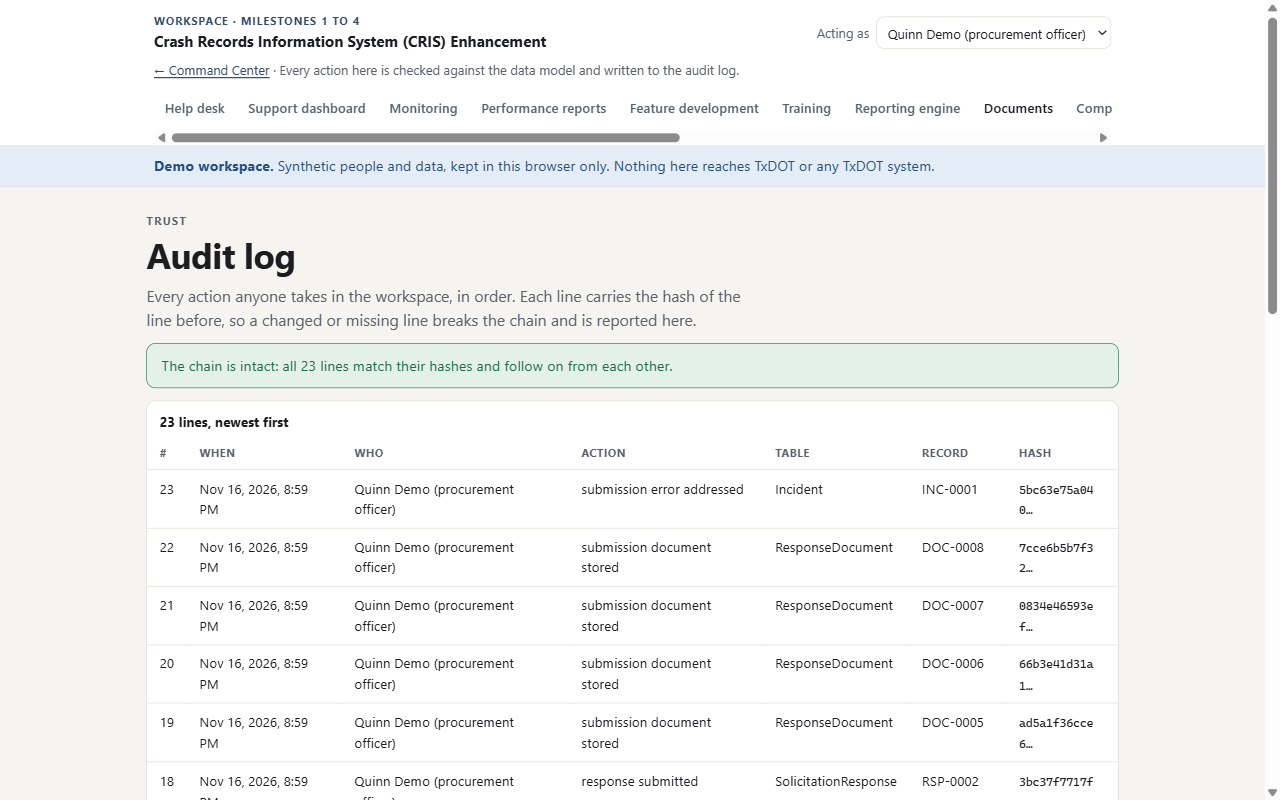 WORKSPACE · MILESTONES 1 TO 4
Crash Records Information System (CRIS) Enhancement
Acting as Quinn Demo (procurement officer)
← Command Center · Every action here is checked against the data model and written to the audit log.
Help desk Support dashboard Monitoring Performance reports Feature development Training Reporting engine Documents Comp
Demo workspace. Synthetic people and data, kept in this browser only. Nothing here reaches TxDOT or any TxDOT system.
TRUST
Audit log
Every action anyone takes in the workspace, in order. Each line carries the hash of the
line before, so a changed or missing line breaks the chain and is reported here.
The chain is intact: all 23 lines match their hashes and follow on from each other.
23 lines, newest first
# WHEN WHO ACTION TABLE RECORD HASH
23 Nov 16, 2026, 8:59 Quinn Demo (procurement submission error addressed Incident INC-0001 5bc63e75a04
PM officer) 0…
22 Nov 16, 2026, 8:59 Quinn Demo (procurement submission document ResponseDocument DOC-0008 7cce6b5b7f3
PM officer) stored 2…
21 Nov 16, 2026, 8:59 Quinn Demo (procurement submission document ResponseDocument DOC-0007 0834e46593e
PM officer) stored f…
20 Nov 16, 2026, 8:59 Quinn Demo (procurement submission document ResponseDocument DOC-0006 66b3e41d31a
PM officer) stored 1…
19 Nov 16, 2026, 8:59 Quinn Demo (procurement submission document ResponseDocument DOC-0005 ad5a1f36cce
PM officer) stored 6…
18 Nov 16, 2026, 8:59 Quinn Demo (procurement response submitted SolicitationResponse RSP-0002 3bc37f7717f